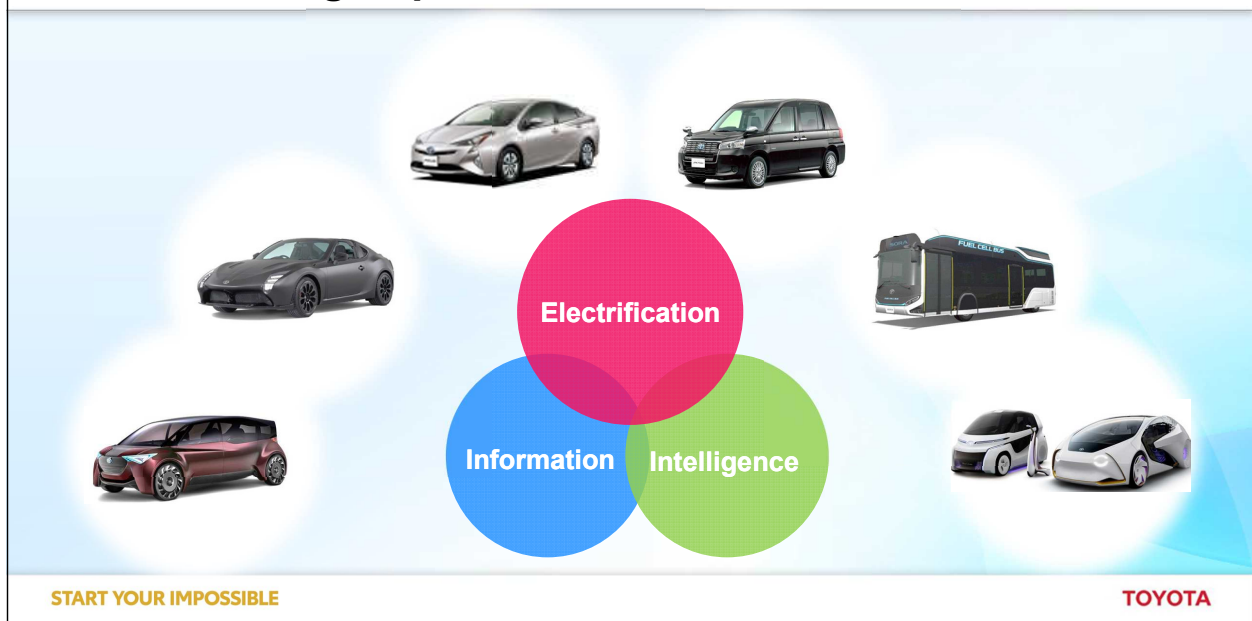 FUEL CELL BUS
Electrification
Information
Intelligence
START YOUR IMPOSSIBLE
TOYOTA